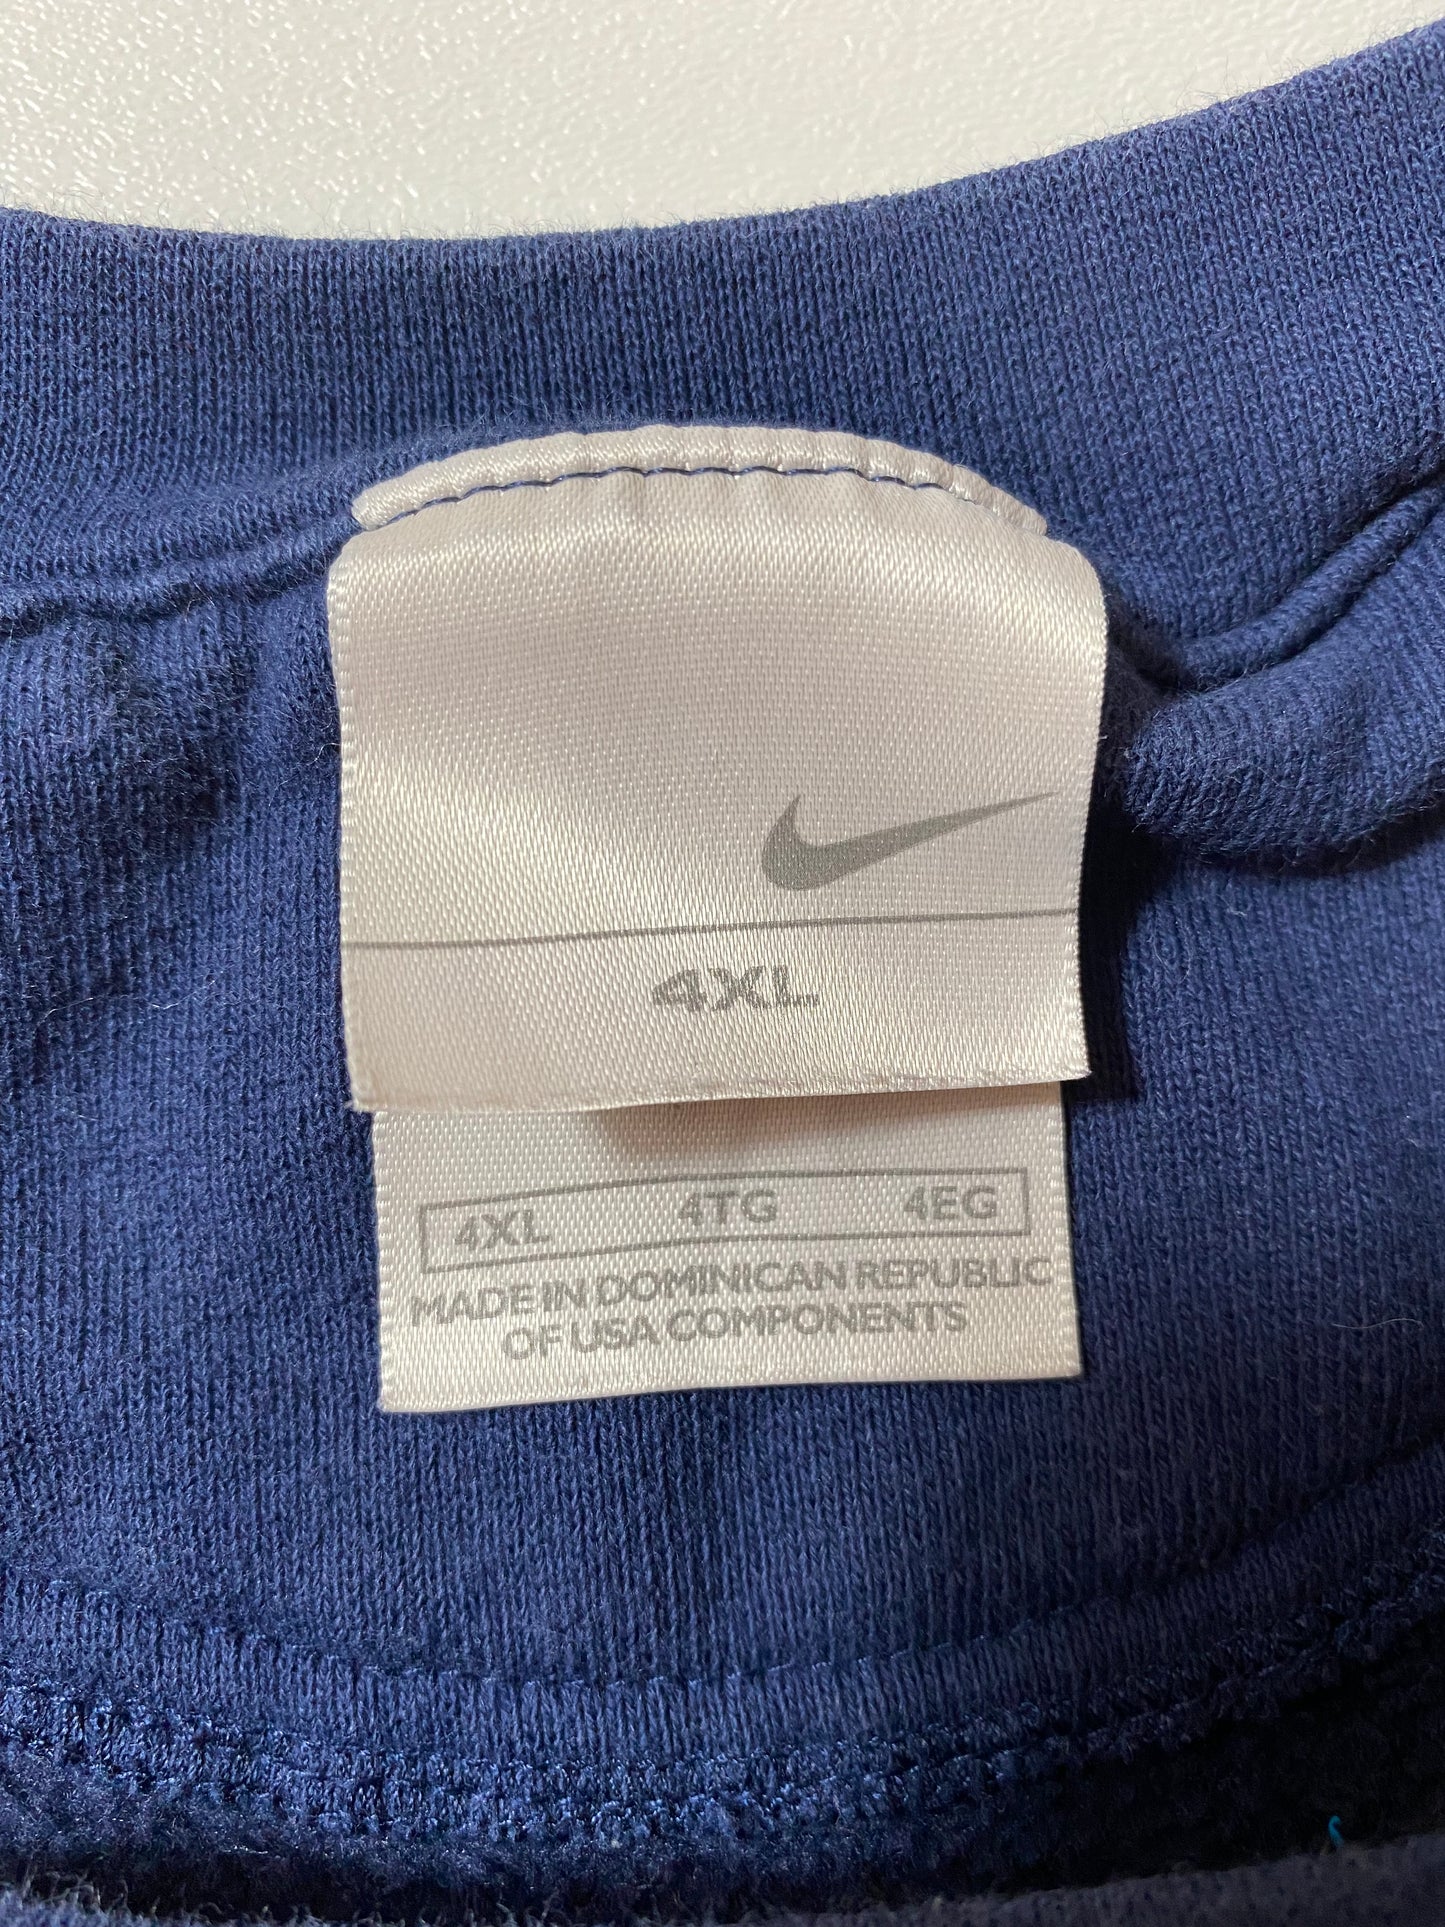 4XL
4XL 4TG 4EG
MADE IN DOMINICAN REPUBLIC
OF USA COMPONENTS